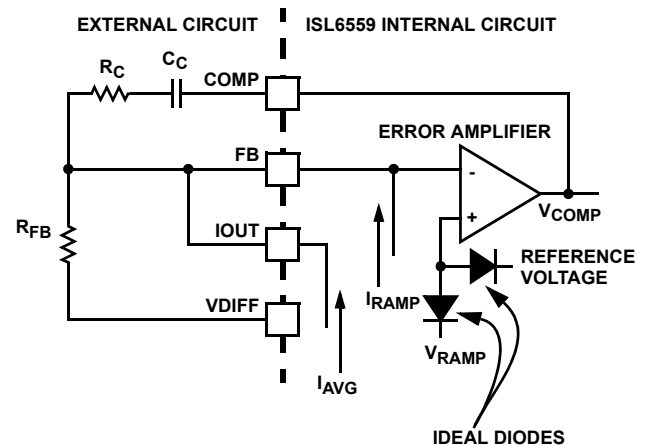 EXTERNAL CIRCUIT
ISL6559 INTERNAL CIRCUIT
RC
CC
COMP
ERROR AMPLIFIER
FB
-
+
VCOMP
RFB
IOUT
REFERENCE
VOLTAGE
IRAMP
VDIFF
VRAMP
IAVG
IDEAL DIODES